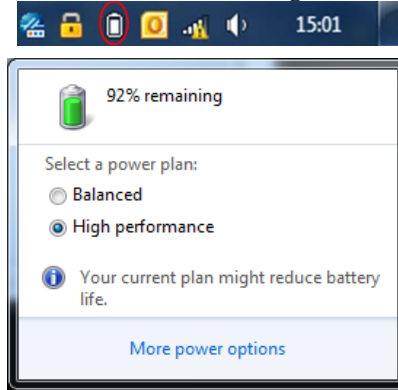 15:01
92% remaining
Select a power plan:
Balanced
High performance
Your current plan might reduce battery
life.
More power options